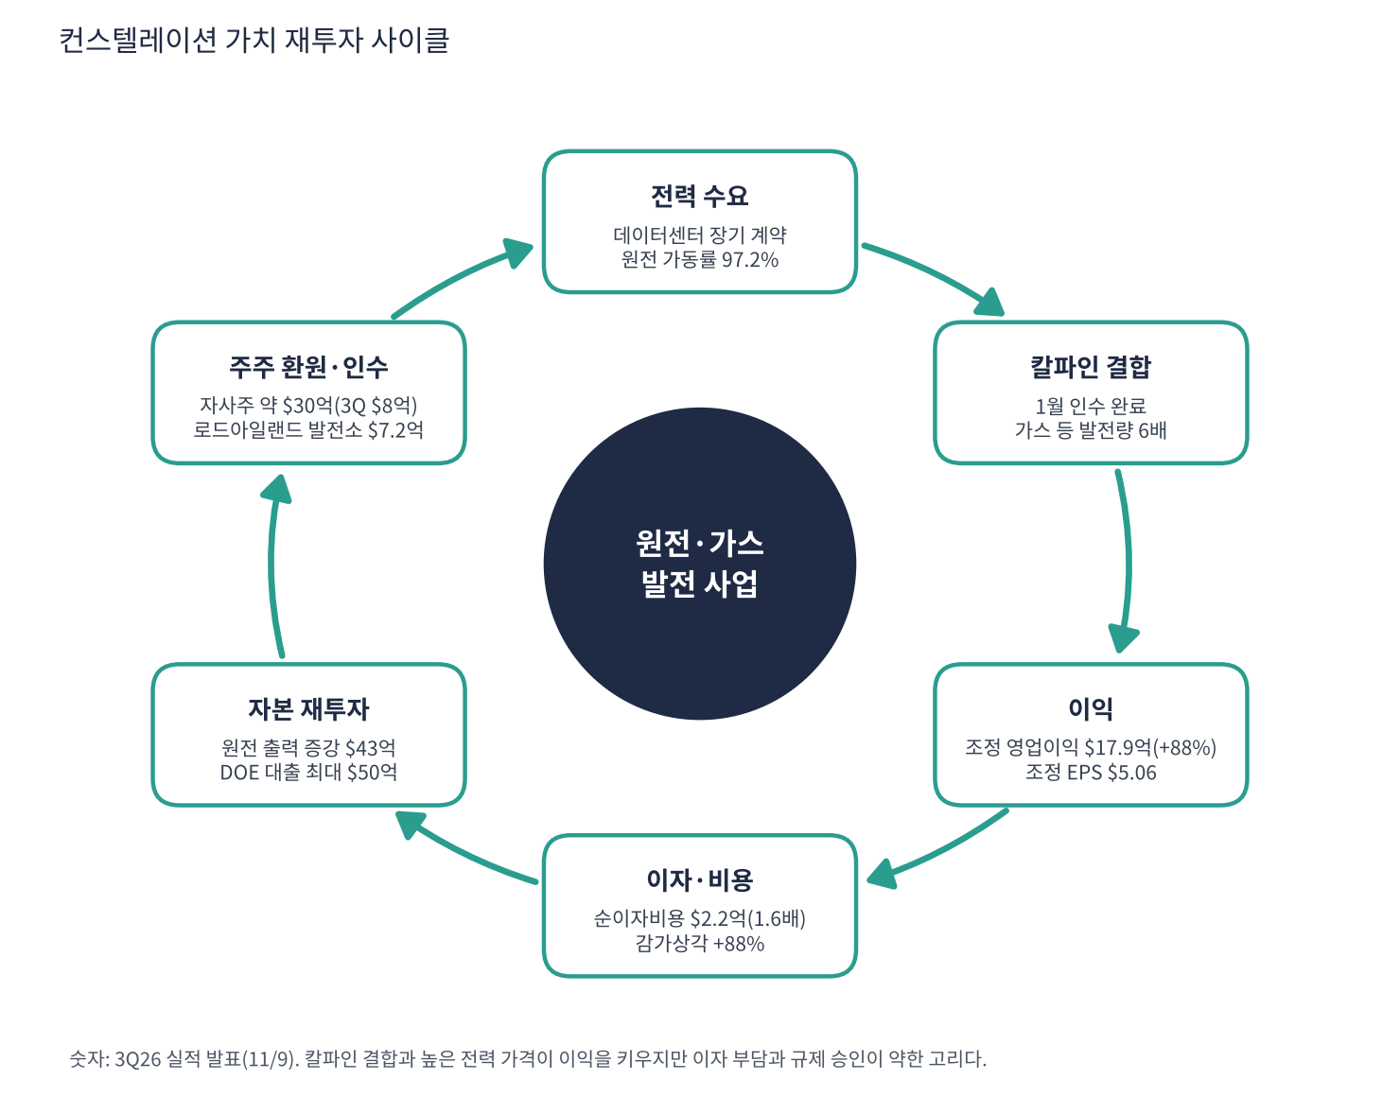 컨스텔레이션 가치 재투자 사이클
전력 수요
데이터센터 장기 계약
원전 가동률 97.2%
칼파인 결합
1월 인수 완료
가스 등 발전량 6배
이익
조정 영업이익 $17.9억(+88%)
조정 EPS $5.06
이자·비용
순이자비용 $2.2억(1.6배)
감가상각 +88%
자본 재투자
원전 출력 증강 $43억
DOE 대출 최대 $50억
주주 환원·인수
자사주 약 $30억(3Q $8억)
로드아일랜드 발전소 $7.2억
원전·가스
발전 사업
숫자: 3Q26 실적 발표(11/9). 칼파인 결합과 높은 전력 가격이 이익을 키우지만 이자 부담과 규제 승인이 약한 고리다.